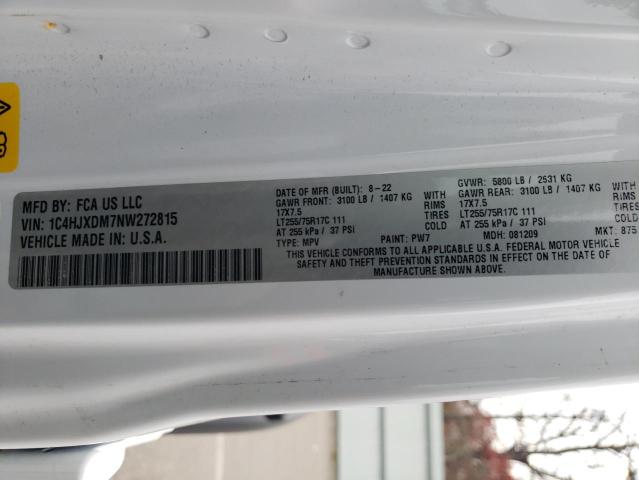 MFD BY: FCA US LLC
VIN: 1C4HJXDM7NW272815
VEHICLE MADE IN U.S.A.
DATE OF MFR (BUILT): 8-22
GAWR FRONT: 3100 LB / 1407 KG WITH
17X7.5 RIMS
LT255/75R17C 111 TIRES
AT 255 kPa / 37 PSI COLD
GVWR: 5800 LB / 2531 KG
GAWR REAR: 3100 LB / 1407 KG WITH
17X7.5 RIMS
LT255/75R17C 111 TIRES
AT 255 kPa / 37 PSI COLD
TYPE: MPV PAINT: PW7 MDH: 081209 MKT: 875
THIS VEHICLE CONFORMS TO ALL APPLICABLE U.S.A. FEDERAL MOTOR VEHICLE
SAFETY AND THEFT PREVENTION STANDARDS IN EFFECT ON THE DATE OF
MANUFACTURE SHOWN ABOVE.